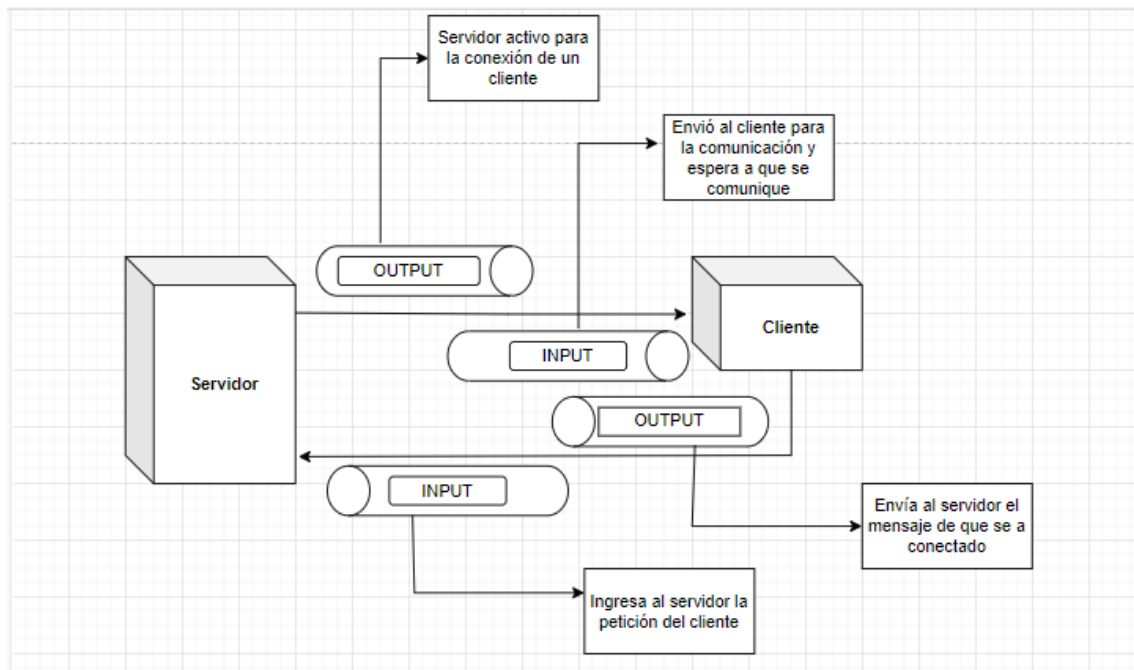 Servidor activo para
la conexión de un
cliente
Envió al cliente para
la comunicación y
espera a que se
comunique
OUTPUT
Cliente
INPUT
Servidor
OUTPUT
INPUT
Envía al servidor el
mensaje de que se a
conectado
Ingresa al servidor la
petición del cliente